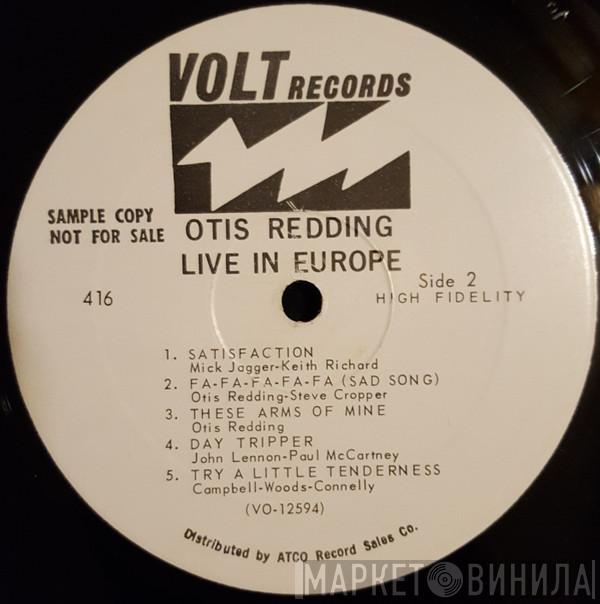 VOLT RECORDS
SAMPLE COPY
NOT FOR SALE
OTIS REDDING
LIVE IN EUROPE
416
Side 2
HIGH FIDELITY
1. SATISFACTION
Mick Jagger-Keith Richard
2. FA-FA-FA-FA-FA (SAD SONG)
Otis Redding-Steve Cropper
3. THESE ARMS OF MINE
Otis Redding
4. DAY TRIPPER
John Lennon-Paul McCartney
5. TRY A LITTLE TENDERNESS
Campbell-Woods-Connelly
(VO-12594)
Distributed by ATCO Record Sales Co.
МАРКЕТ ВИНИЛА